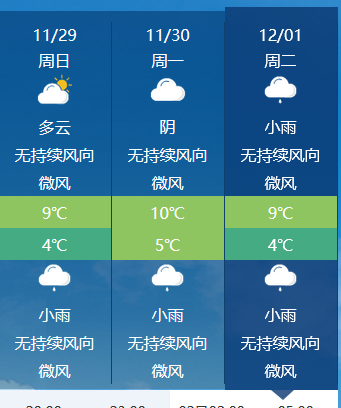 11/29 11/30 12/01
周日 周一 周二
多云 阴 小雨
无持续风向 无持续风向 无持续风向
微风 微风 微风
9℃ 10℃ 9℃
4℃ 5℃ 4℃
小雨 小雨 小雨
无持续风向 无持续风向 无持续风向
微风 微风 微风